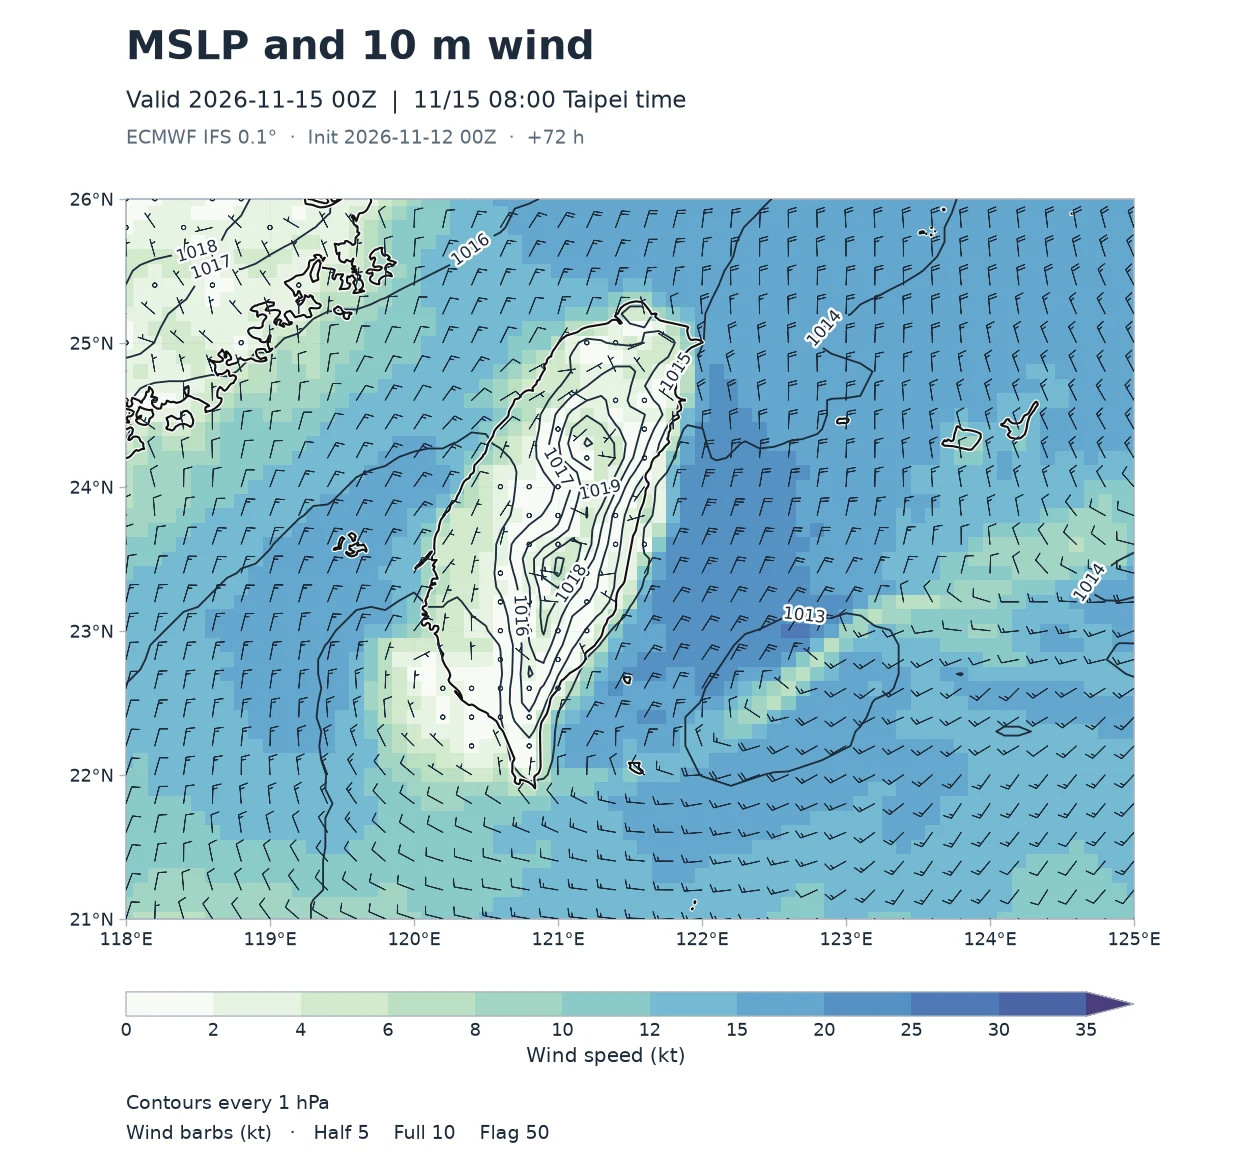 MSLP and 10 m wind
Valid 2026-11-15 00Z | 11/15 08:00 Taipei time
ECMWF IFS 0.1° · Init 2026-11-12 00Z · +72 h
26°N
25°N
24°N
23°N
22°N
21°N
1018
1017
1016
1014
1015
1017
1019
1018
1016
1013
1014
118°E 119°E 120°E 121°E 122°E 123°E 124°E 125°E
0 2 4 6 8 10 12 15 20 25 30 35
Wind speed (kt)
Contours every 1 hPa
Wind barbs (kt) · Half 5 Full 10 Flag 50